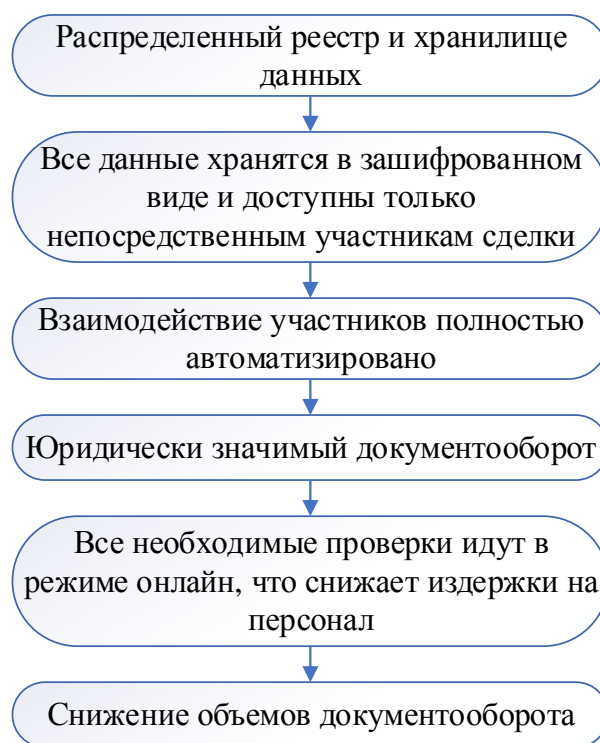 Распределенный реестр и хранилище
данных
Все данные хранятся в зашифрованном
виде и доступны только
непосредственным участникам сделки
Взаимодействие участников полностью
автоматизировано
Юридически значимый документооборот
Все необходимые проверки идут в
режиме онлайн, что снижает издержки на
персонал
Снижение объемов документооборота